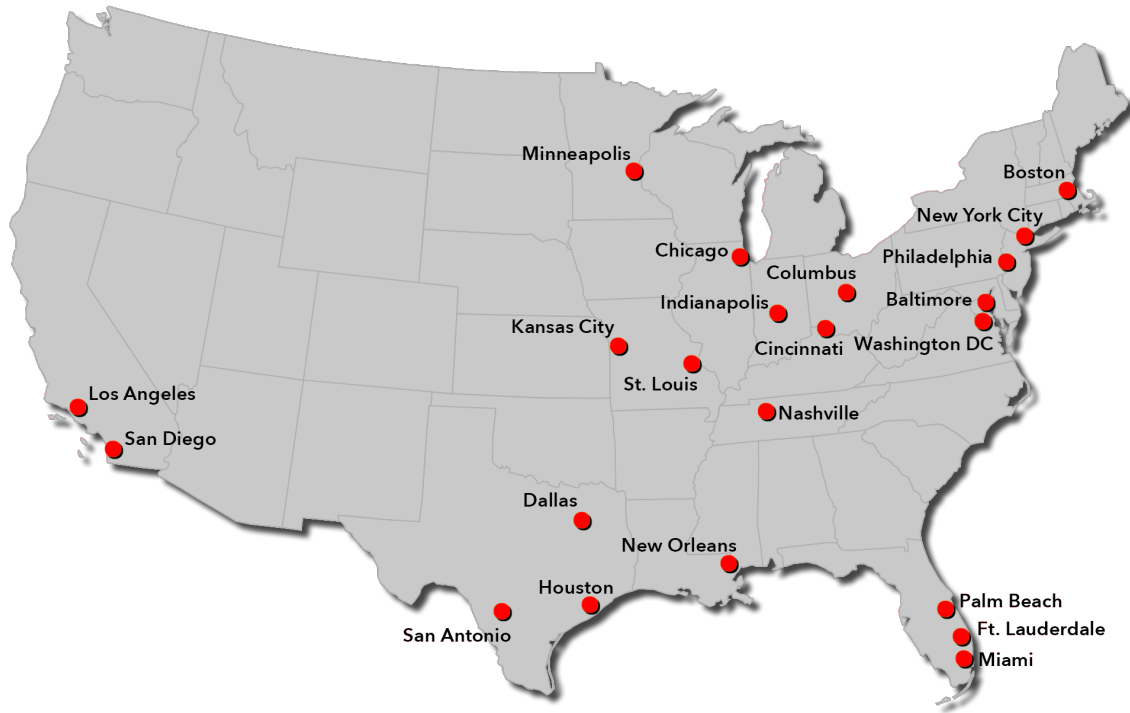 Minneapolis
Boston
New York City
Chicago
Philadelphia
Columbus
Indianapolis
Baltimore
Kansas City
Cincinnati
Washington DC
St. Louis
Los Angeles
Nashville
San Diego
Dallas
New Orleans
Houston
Palm Beach
Ft. Lauderdale
San Antonio
Miami